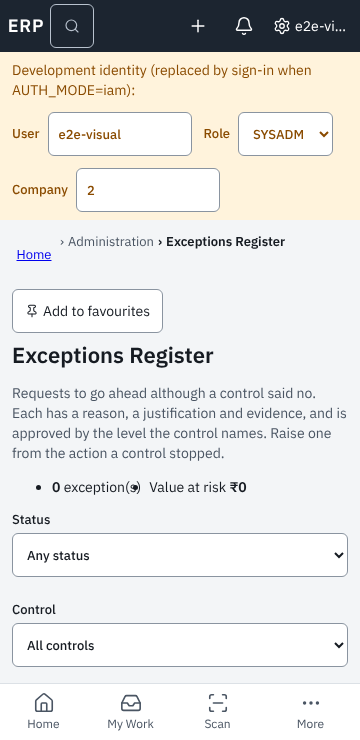 ERP e2e-vi...
Development identity (replaced by sign-in when
AUTH_MODE=iam):
User e2e-visual Role SYSADM
Company 2
Home › Administration › Exceptions Register
Add to favourites
Exceptions Register
Requests to go ahead although a control said no.
Each has a reason, a justification and evidence, and is
approved by the level the control names. Raise one
from the action a control stopped.
• 0 exception(s) • Value at risk ₹0
Status
Any status
Control
All controls
Home My Work Scan More